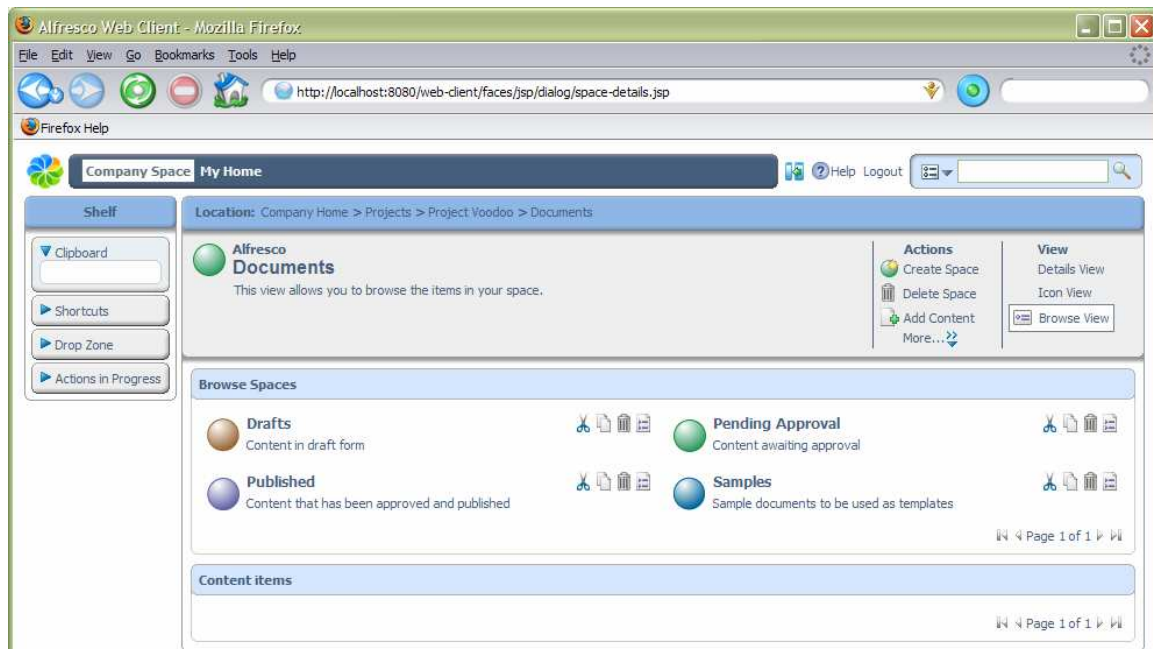 Alfresco Web Client - Mozilla Firefox
File Edit View Go Bookmarks Tools Help
http://localhost:8080/web-client/faces/jsp/dialog/space-details.jsp
Firefox Help
Company Space My Home Help Logout
Shelf
Location: Company Home > Projects > Project Voodoo > Documents
Clipboard
Shortcuts
Drop Zone
Actions in Progress
Alfresco
Documents
This view allows you to browse the items in your space.
Actions
Create Space
Delete Space
Add Content
More...
View
Details View
Icon View
Browse View
Browse Spaces
Drafts
Content in draft form
Pending Approval
Content awaiting approval
Published
Content that has been approved and published
Samples
Sample documents to be used as templates
Page 1 of 1
Content items
Page 1 of 1